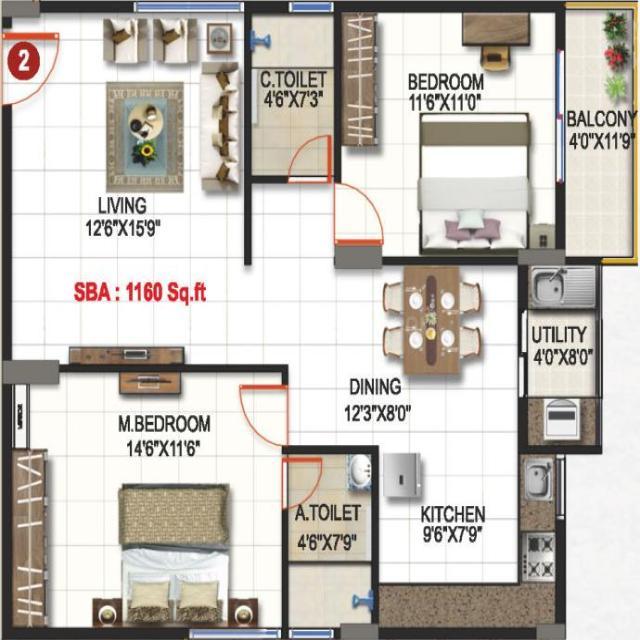 2
C.TOILET
4'6"X7'3"
BEDROOM
11'6"X11'0"
BALCONY
4'0"X11'9"
LIVING
12'6"X15'9"
SBA : 1160 Sq.ft
UTILITY
4'0"X8'0"
DINING
12'3"X8'0"
MIRROR
M.BEDROOM
14'6"X11'6"
A.TOILET
4'6"X7'9"
KITCHEN
9'6"X7'9"